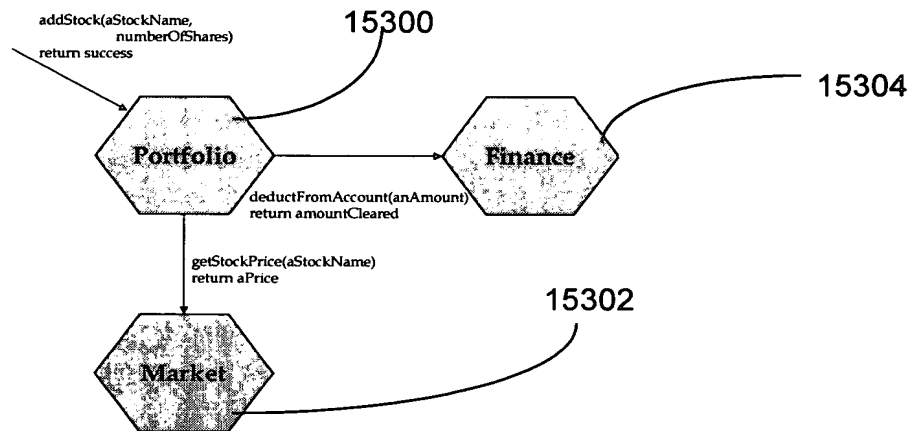 addStock(aStockName,
numberOfShares)
return success
15300
15304
Portfolio
Finance
deductFromAccount(anAmount)
return amountCleared
getStockPrice(aStockName)
return aPrice
15302
Market